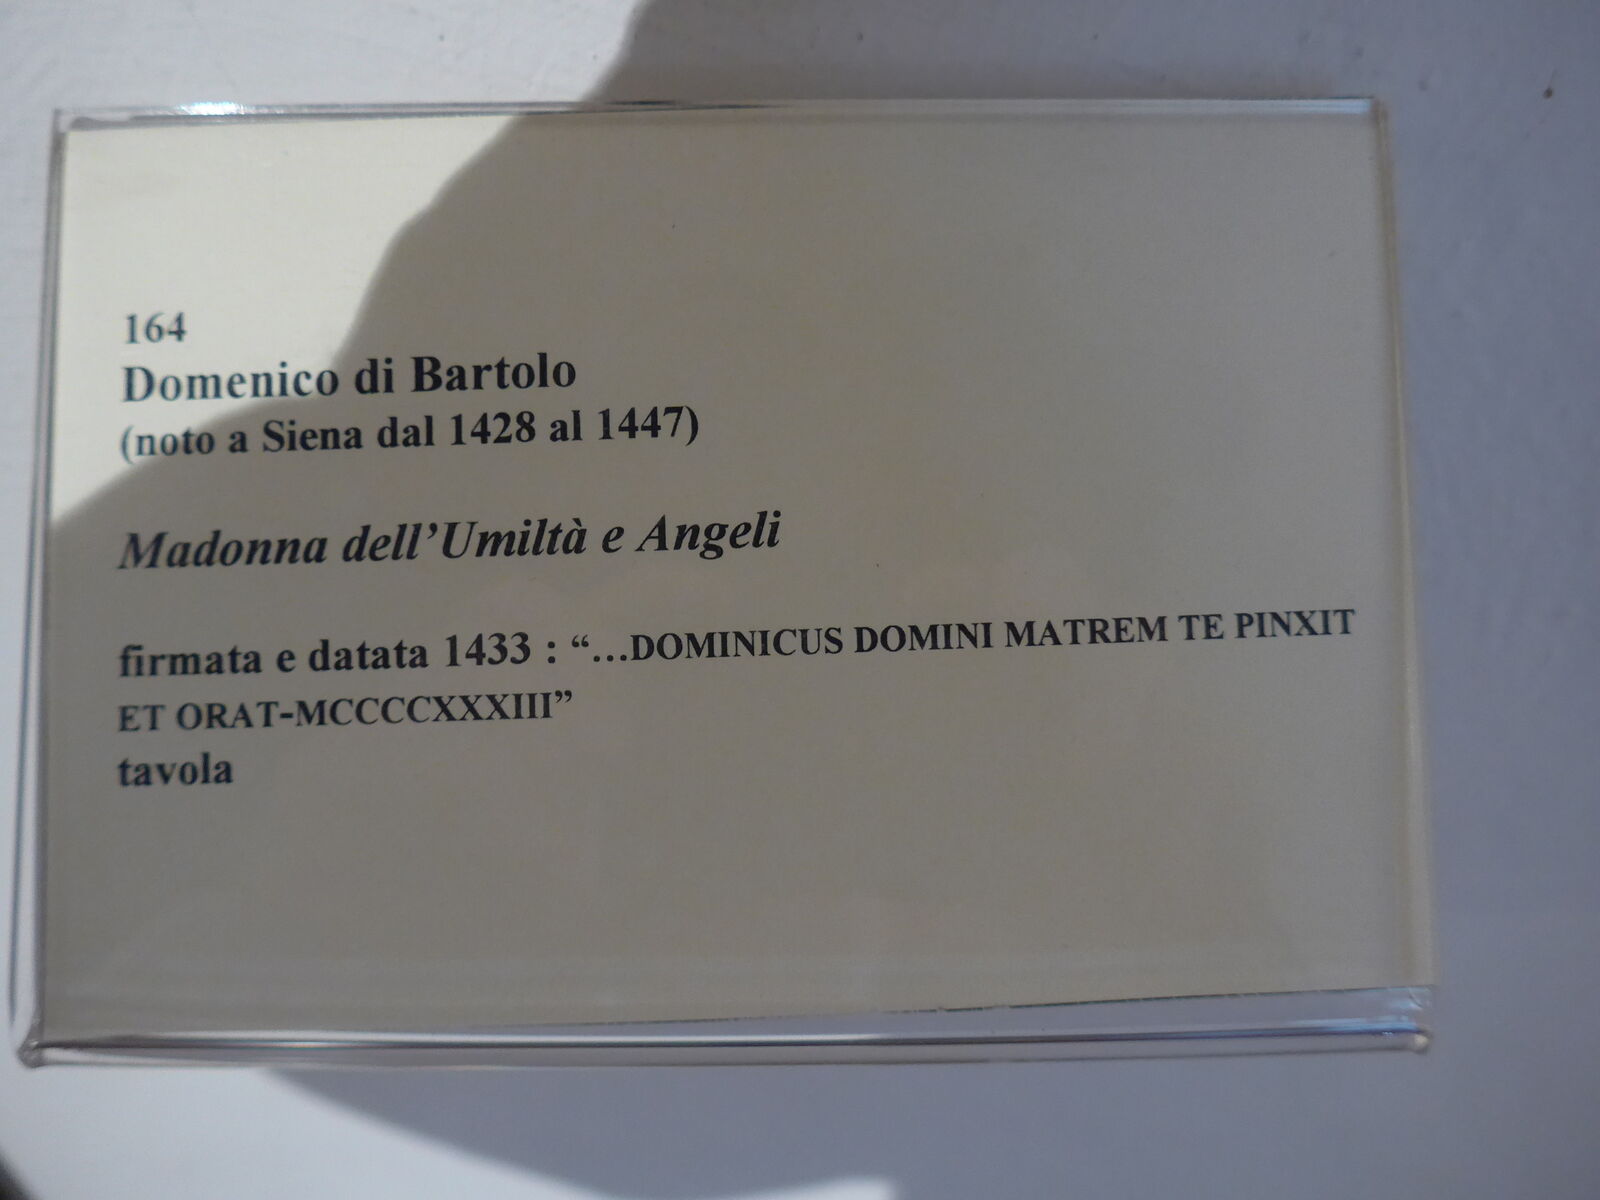 164
Domenico di Bartolo
(noto a Siena dal 1428 al 1447)
Madonna dell’Umiltà e Angeli
firmata e datata 1433 : “...DOMINICUS DOMINI MATREM TE PINXIT
ET ORAT-MCCCCXXXIII”
tavola